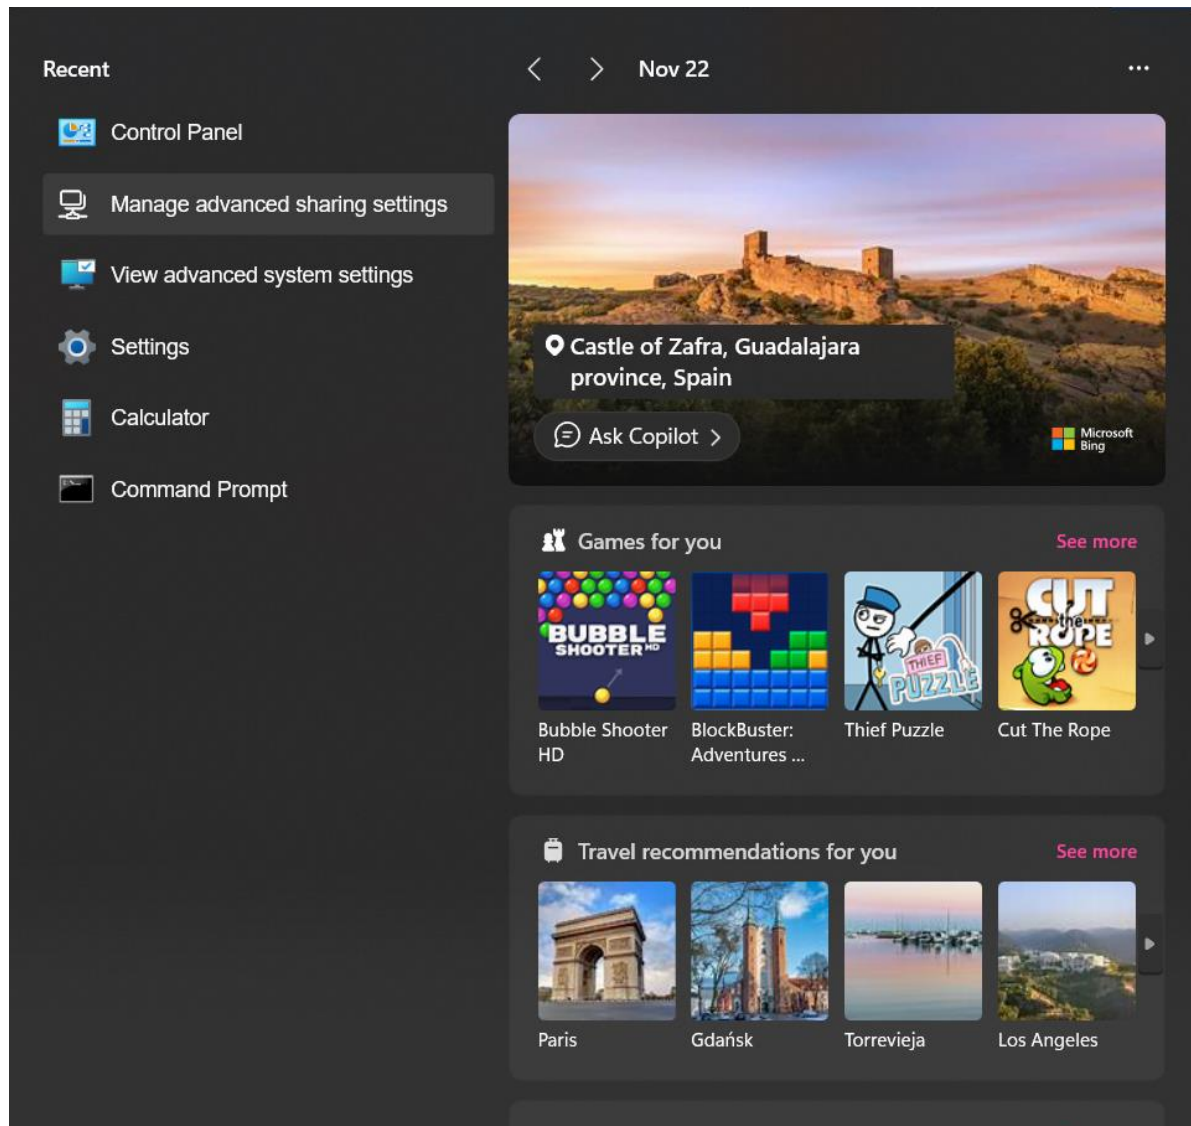 Recent
Control Panel
Manage advanced sharing settings
View advanced system settings
Settings
Calculator
Command Prompt
Nov 22
Castle of Zafra, Guadalajara
province, Spain
Ask Copilot
Microsoft
Bing
Games for you
See more
BUBBLE
SHOOTER HD
THIEF
PUZZLE
CUT
the
ROPE
Bubble Shooter
HD
BlockBuster:
Adventures ...
Thief Puzzle
Cut The Rope
Travel recommendations for you
See more
Paris
Gdańsk
Torrevieja
Los Angeles